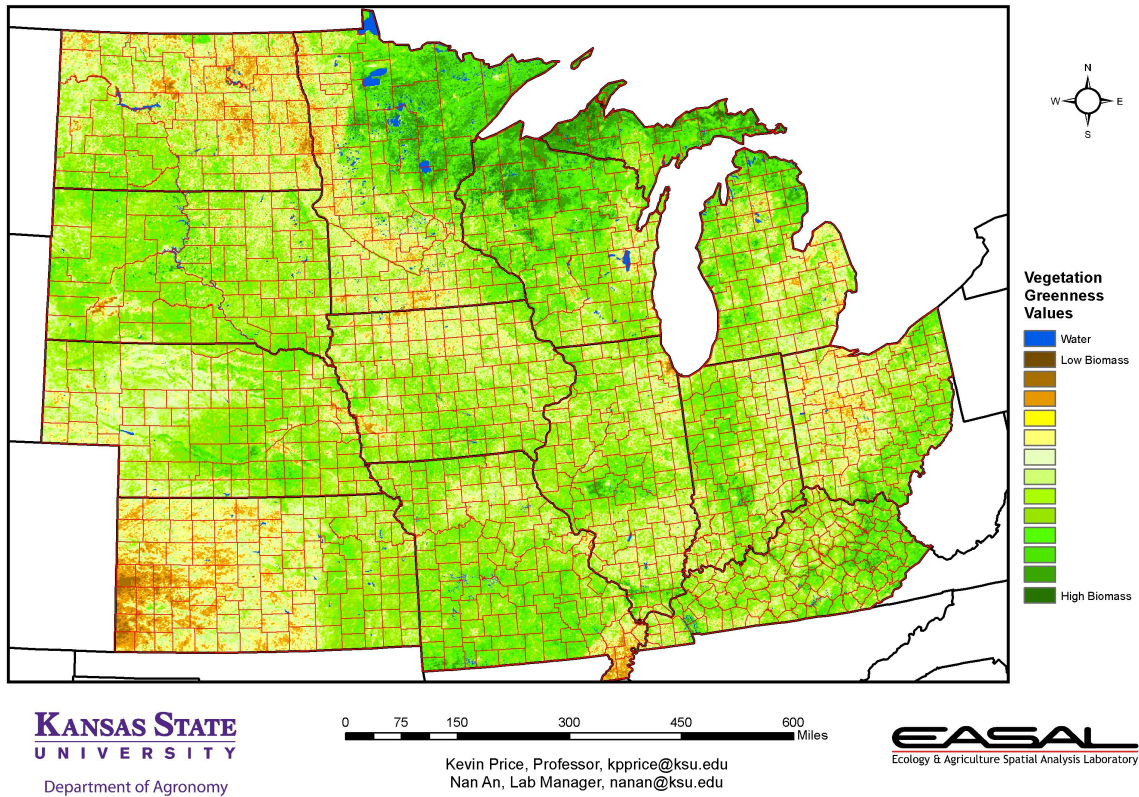 N
W
E
S
Vegetation
Greenness
Values
Water
Low Biomass
High Biomass
KANSAS STATE
UNIVERSITY
Department of Agronomy
0 75 150 300 450 600
Miles
Kevin Price, Professor, kpprice@ksu.edu
Nan An, Lab Manager, nanan@ksu.edu
EASAL
Ecology & Agriculture Spatial Analysis Laboratory